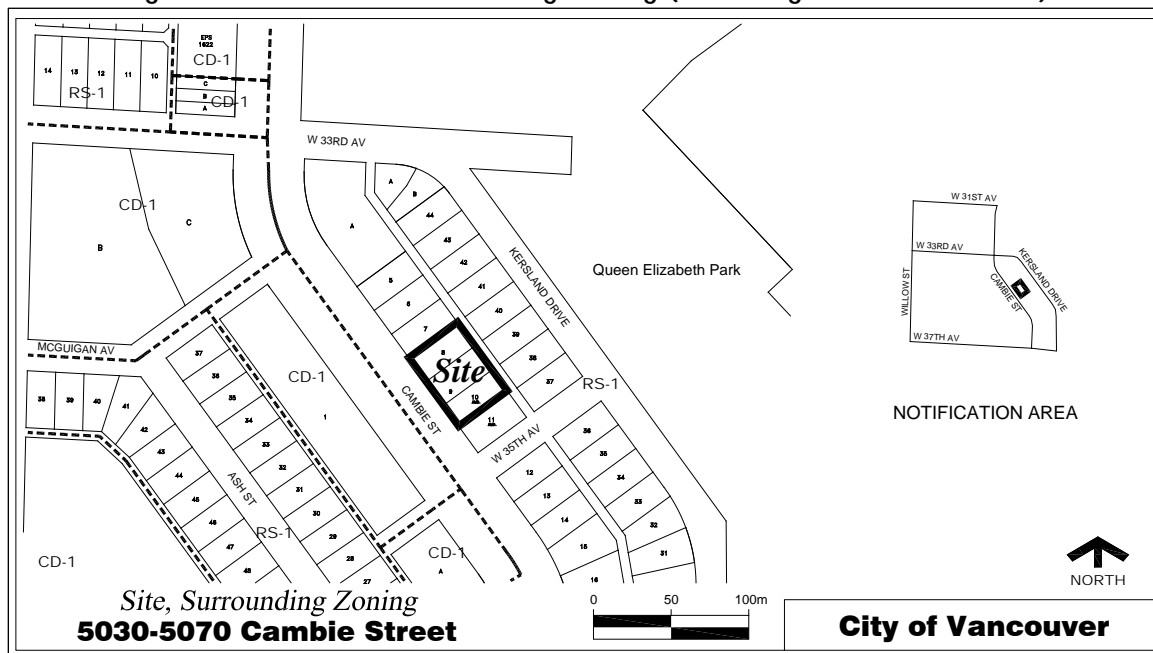 EPS
1622
CD-1
14 13 12 11 10
RS-1
C
B
A
CD-1
W 33RD AV
CD-1
B
C
A
A
B
44
43
42
41
40
39
38
37
KERSLAND DRIVE
5
6
7
8
9
10
11
Site
Queen Elizabeth Park
RS-1
MCGUIGAN AV
38 39 40 41
42
43
44
45
46
47
48
37
36
35
34
33
32
31
30
29
28
27
CD-1
1
CAMBIE ST
W 35TH AV
ASH ST
RS-1
CD-1
CD-1
A
12
13
14
15
16
36
35
34
33
32
31
W 31ST AV
W 33RD AV
WILLOW ST
CAMBIE ST
KERSLAND DRIVE
W 37TH AV
NOTIFICATION AREA
NORTH
Site, Surrounding Zoning
5030-5070 Cambie Street
0 50 100m
City of Vancouver